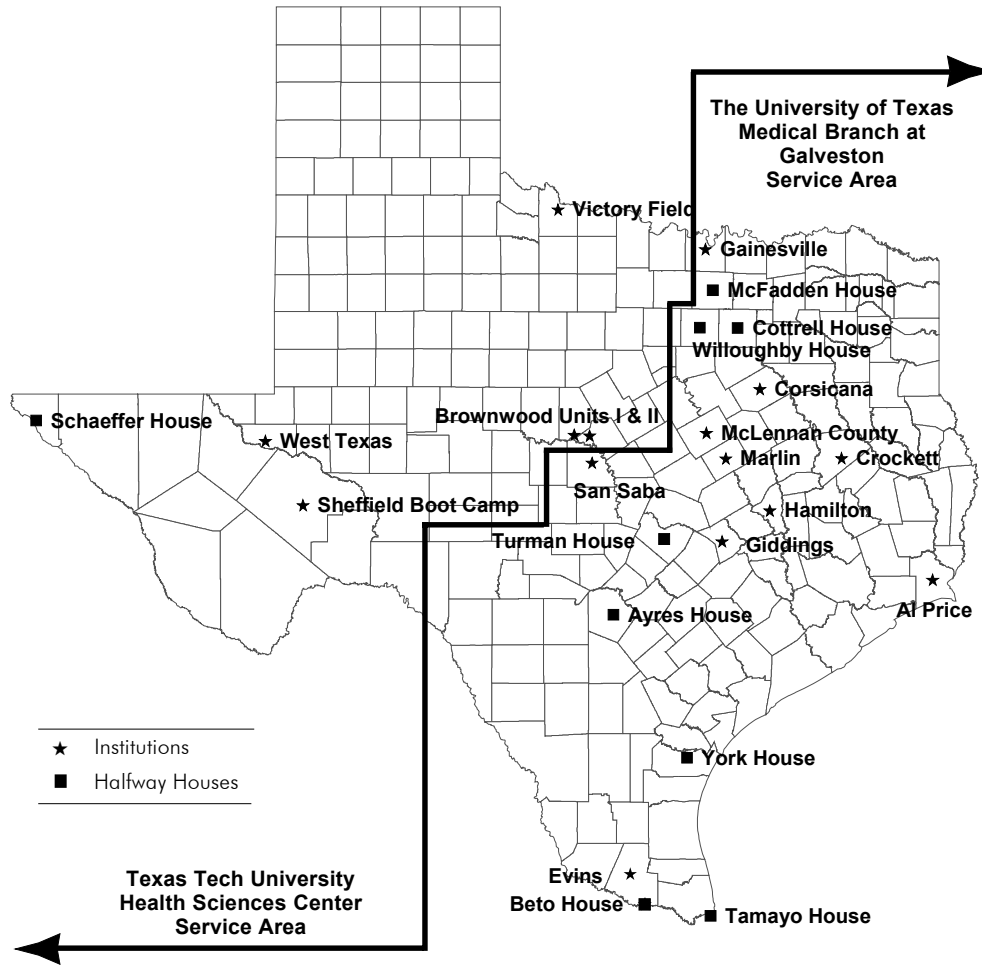 The University of Texas
Medical Branch at
Galveston
Service Area
Victory Field
Gainesville
McFadden House
Cottrell House
Willoughby House
Corsicana
Schaeffer House
Brownwood Units I & II
West Texas
McLennan County
Marlin
Crockett
San Saba
Sheffield Boot Camp
Hamilton
Turman House
Giddings
Al Price
Ayres House
Institutions
Halfway Houses
York House
Texas Tech University
Health Sciences Center
Service Area
Evins
Beto House
Tamayo House